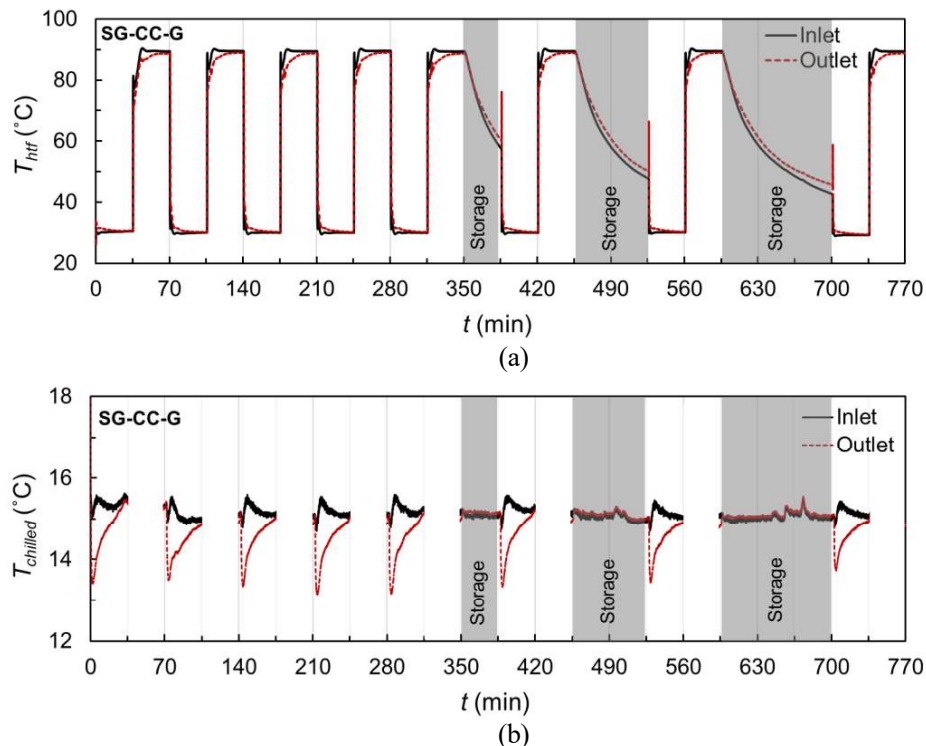 SG-CC-G
Inlet
Outlet
T_htf (˚C)
100
80
60
40
20
Storage
Storage
Storage
0 70 140 210 280 350 420 490 560 630 700 770
t (min)
(a)
SG-CC-G
Inlet
Outlet
T_chilled (˚C)
18
16
14
12
Storage
Storage
Storage
0 70 140 210 280 350 420 490 560 630 700 770
t (min)
(b)